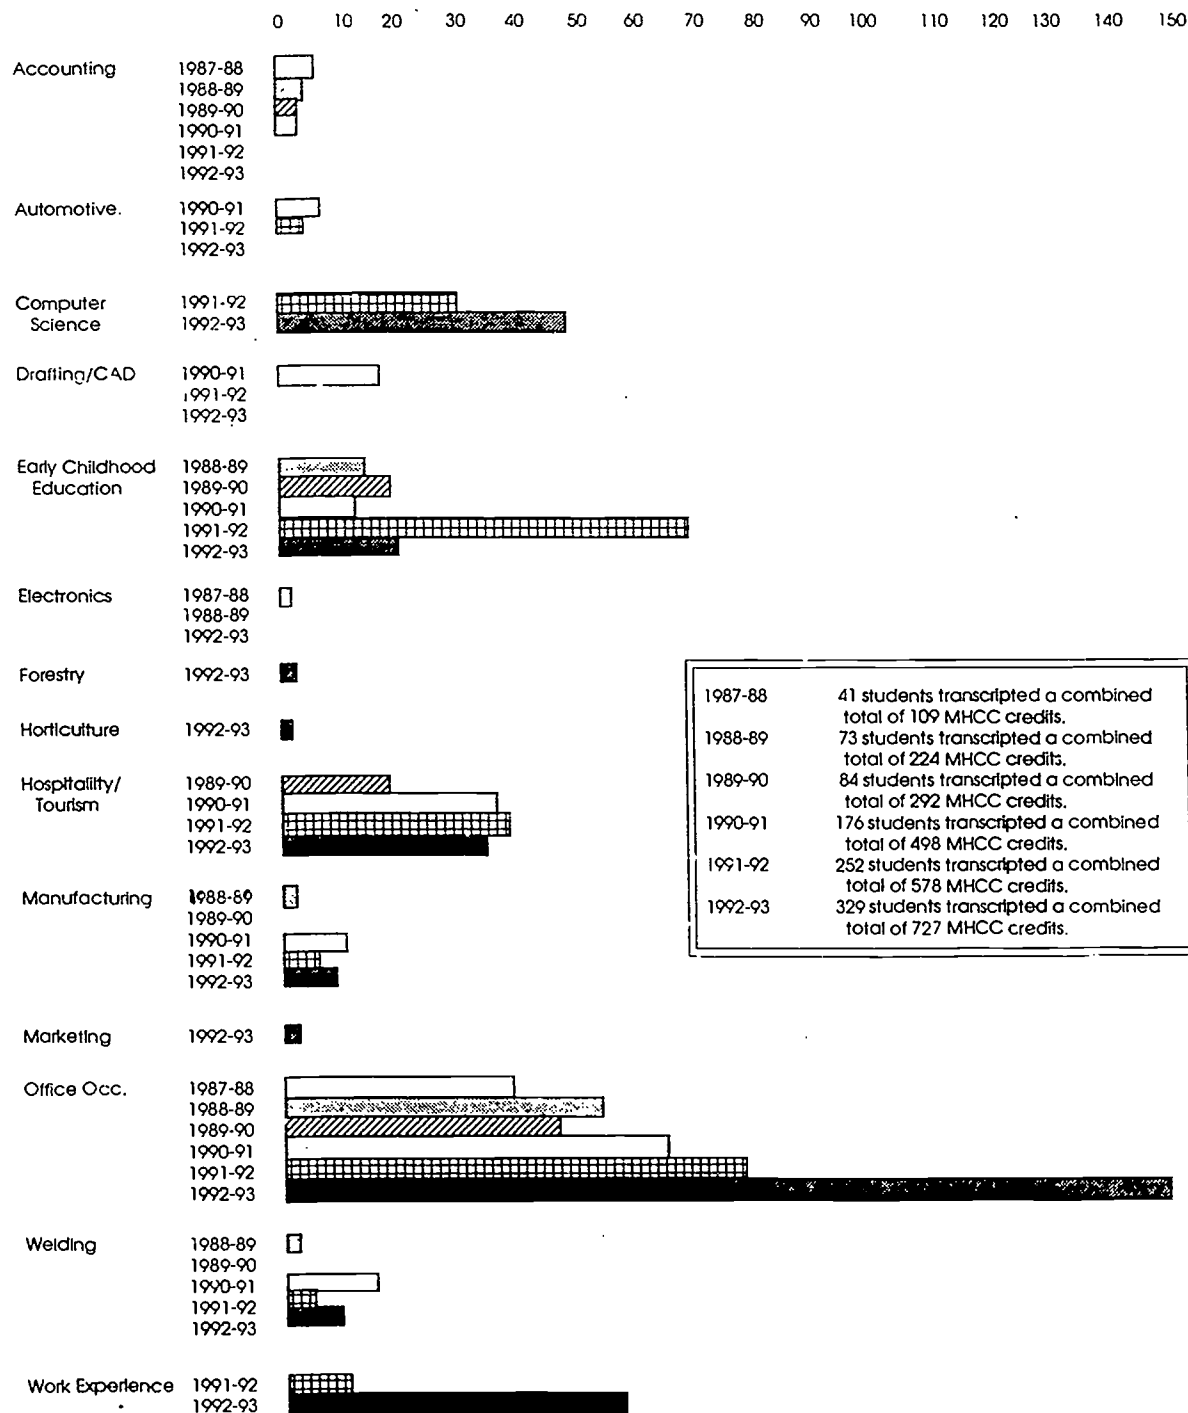 0 10 20 30 40 50 60 70 80 90 100 110 120 130 140 150
Accounting 1987-88
1988-89
1989-90
1990-91
1991-92
1992-93
Automotive. 1990-91
1991-92
1992-93
Computer 1991-92
Science 1992-93
Drafting/CAD 1990-91
1991-92
1992-93
Early Childhood 1988-89
Education 1989-90
1990-91
1991-92
1992-93
Electronics 1987-88
1988-89
1992-93
Forestry 1992-93
Horticulture 1992-93
Hospitality/ 1989-90
Tourism 1990-91
1991-92
1992-93
Manufacturing 1988-89
1989-90
1990-91
1991-92
1992-93
Marketing 1992-93
Office Occ. 1987-88
1988-89
1989-90
1990-91
1991-92
1992-93
Welding 1988-89
1989-90
1990-91
1991-92
1992-93
Work Experience 1991-92
1992-93
1987-88 41 students transcripted a combined
total of 109 MHCC credits.
1988-89 73 students transcripted a combined
total of 224 MHCC credits.
1989-90 84 students transcripted a combined
total of 292 MHCC credits.
1990-91 176 students transcripted a combined
total of 498 MHCC credits.
1991-92 252 students transcripted a combined
total of 578 MHCC credits.
1992-93 329 students transcripted a combined
total of 727 MHCC credits.